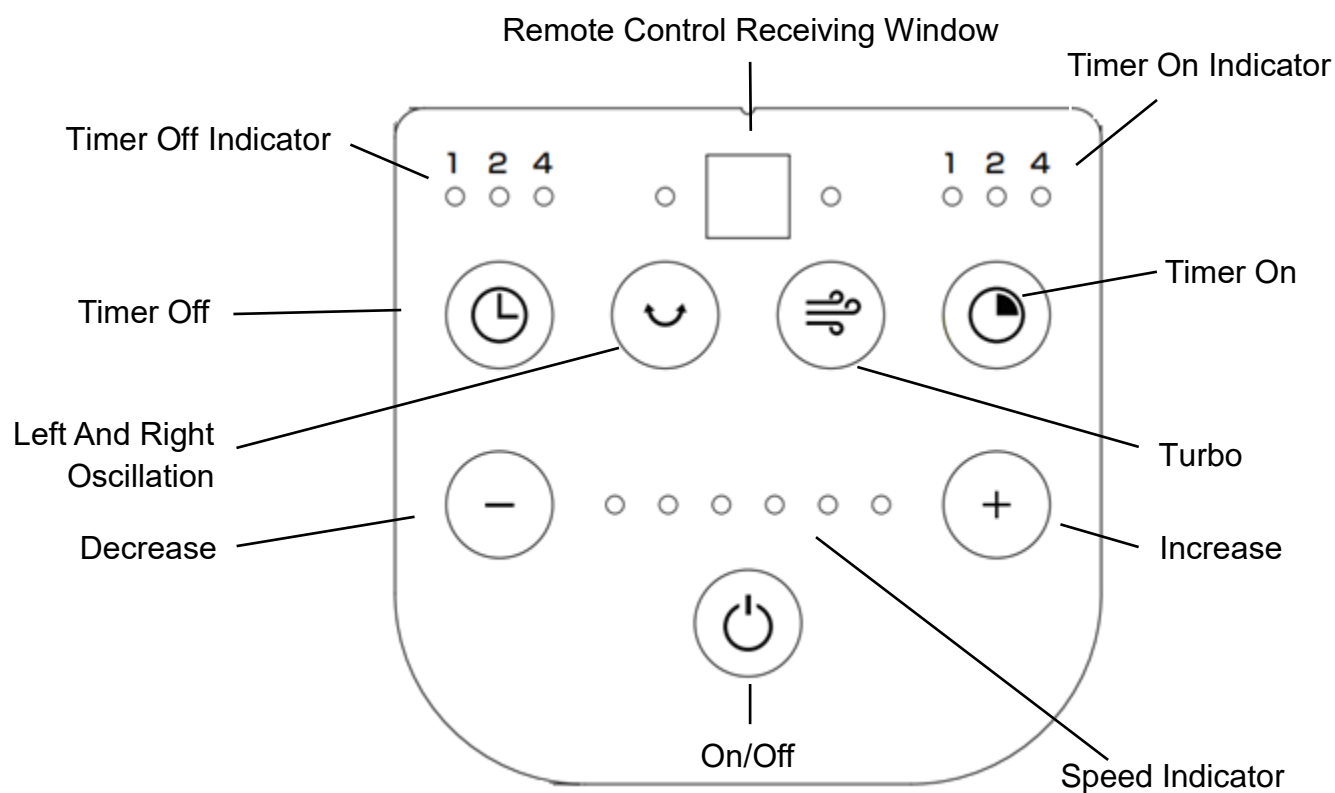 Remote Control Receiving Window
Timer On Indicator
Timer Off Indicator
1 2 4
1 2 4
Timer On
Timer Off
Left And Right
Oscillation
Turbo
Decrease
Increase
On/Off
Speed Indicator